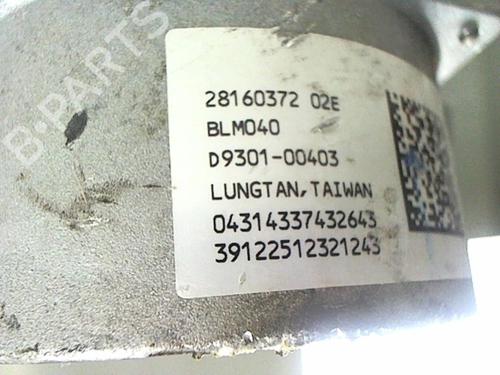 B-PARTS
28160372 02E
BLM040
D9301-00403
LUNGTAN, TAIWAN
04314337432643
39122512321243